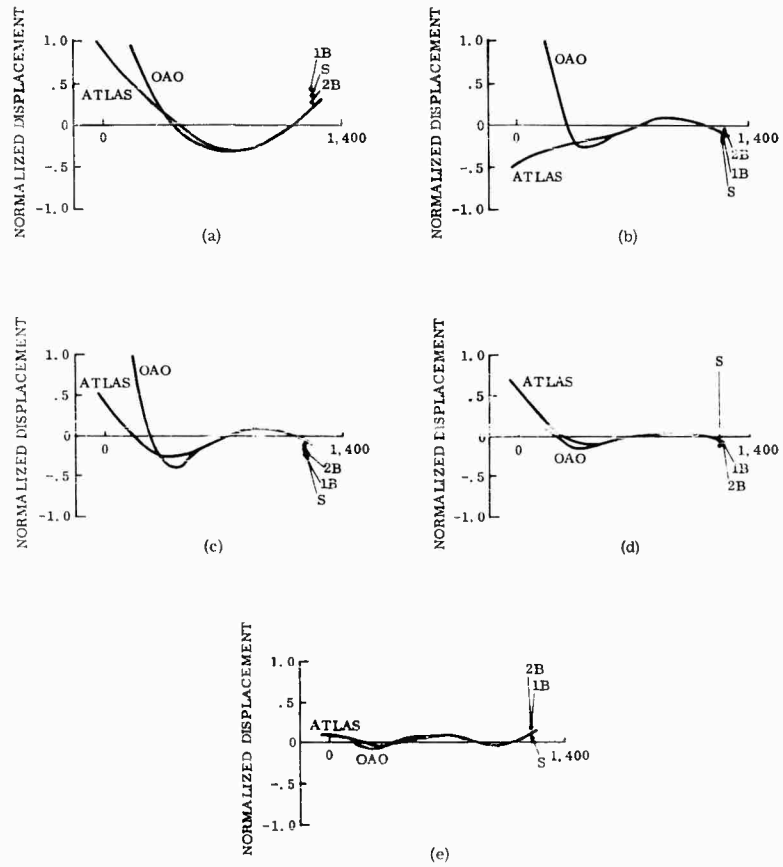 NORMALIZED DISPLACEMENT
1.0
.5
0
-.5
-1.0
ATLAS
OAO
1B
S
2B
0
1,400
(a)
NORMALIZED DISPLACEMENT
1.0
.5
0
-.5
-1.0
OAO
ATLAS
0
1,400
2B
1B
S
(b)
NORMALIZED DISPLACEMENT
1.0
.5
0
-.5
-1.0
ATLAS
OAO
0
1,400
2B
1B
S
(c)
NORMALIZED DISPLACEMENT
1.0
.5
0
-.5
-1.0
ATLAS
OAO
0
S
1,400
1B
2B
(d)
NORMALIZED DISPLACEMENT
1.0
.5
0
-.5
-1.0
ATLAS
OAO
0
2B
1B
S
1,400
(e)